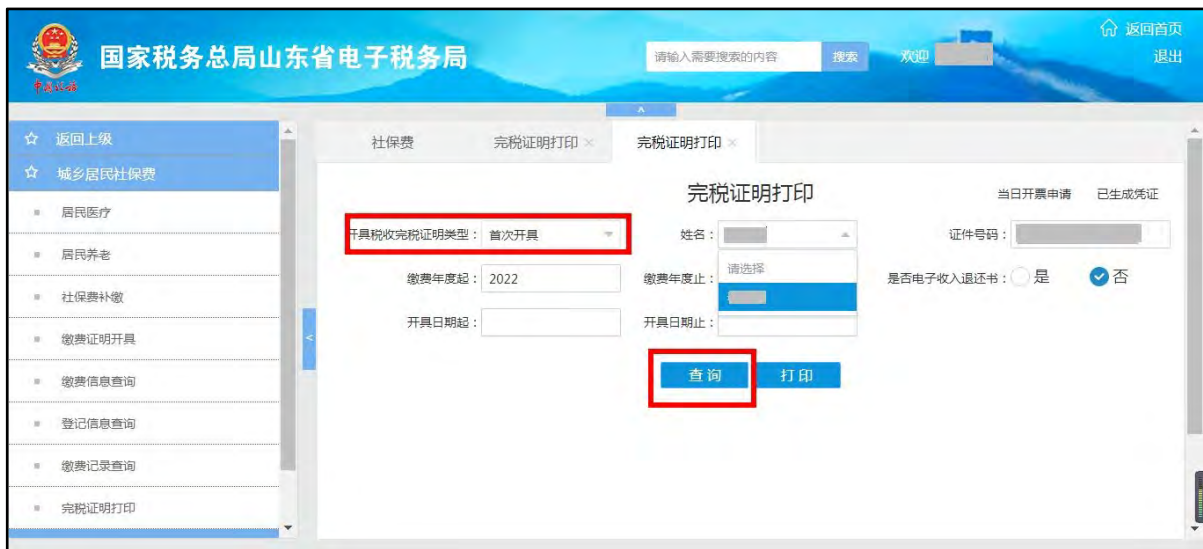 返回首页
国家税务总局山东省电子税务局
请输入需要搜索的内容 搜索 欢迎 退出
返回上级
社保费 完税证明打印 × 完税证明打印 ×
城乡居民社保费
完税证明打印
当日开票申请 已生成凭证
居民医疗
开具税收完税证明类型： 首次开具 姓名： 证件号码：
居民养老
请选择
缴费年度起： 2022 缴费年度止： 是否电子收入退还书： 是 否
社保费补缴
开具日期起： 开具日期止：
缴费证明开具
查询 打印
缴费信息查询
登记信息查询
缴费记录查询
完税证明打印